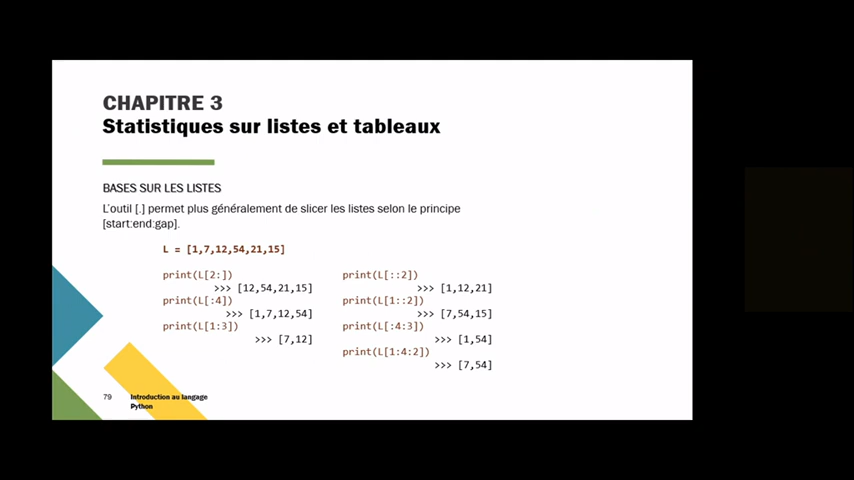 CHAPITRE 3
Statistiques sur listes et tableaux
BASES SUR LES LISTES
L'outil [.] permet plus généralement de slicer les listes selon le principe
[start:end:gap].
L = [1,7,12,54,21,15]
print(L[2:])
>>> [12,54,21,15]
print(L[:4])
>>> [1,7,12,54]
print(L[1:3])
>>> [7,12]
print(L[::2])
>>> [1,12,21]
print(L[1::2])
>>> [7,54,15]
print(L[:4:3])
>>> [1,54]
print(L[1:4:2])
>>> [7,54]
79
Introduction au langage
Python